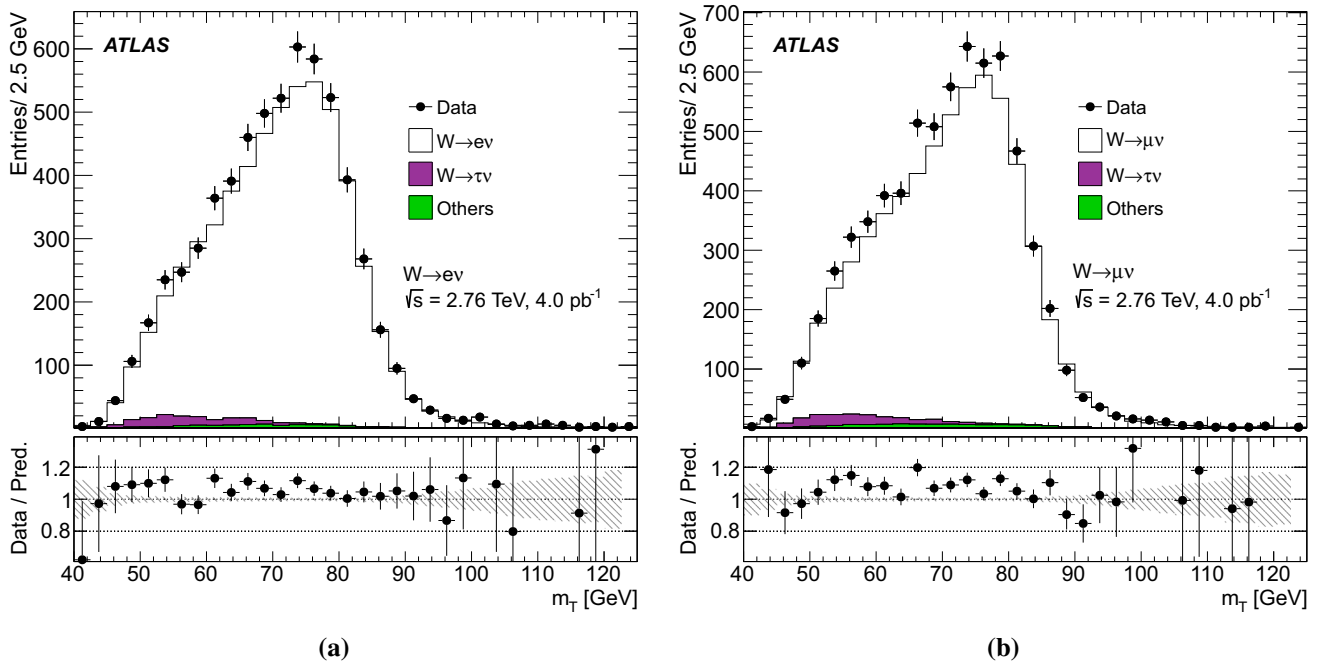 Entries/ 2.5 GeV
600
500
400
300
200
100
ATLAS
Data
W→eν
W→τν
Others
W→eν
√s = 2.76 TeV, 4.0 pb⁻¹
Data / Pred.
1.2
1
0.8
40 50 60 70 80 90 100 110 120
m_T [GeV]
(a)
Entries/ 2.5 GeV
700
600
500
400
300
200
100
ATLAS
Data
W→μν
W→τν
Others
W→μν
√s = 2.76 TeV, 4.0 pb⁻¹
Data / Pred.
1.2
1
0.8
40 50 60 70 80 90 100 110 120
m_T [GeV]
(b)